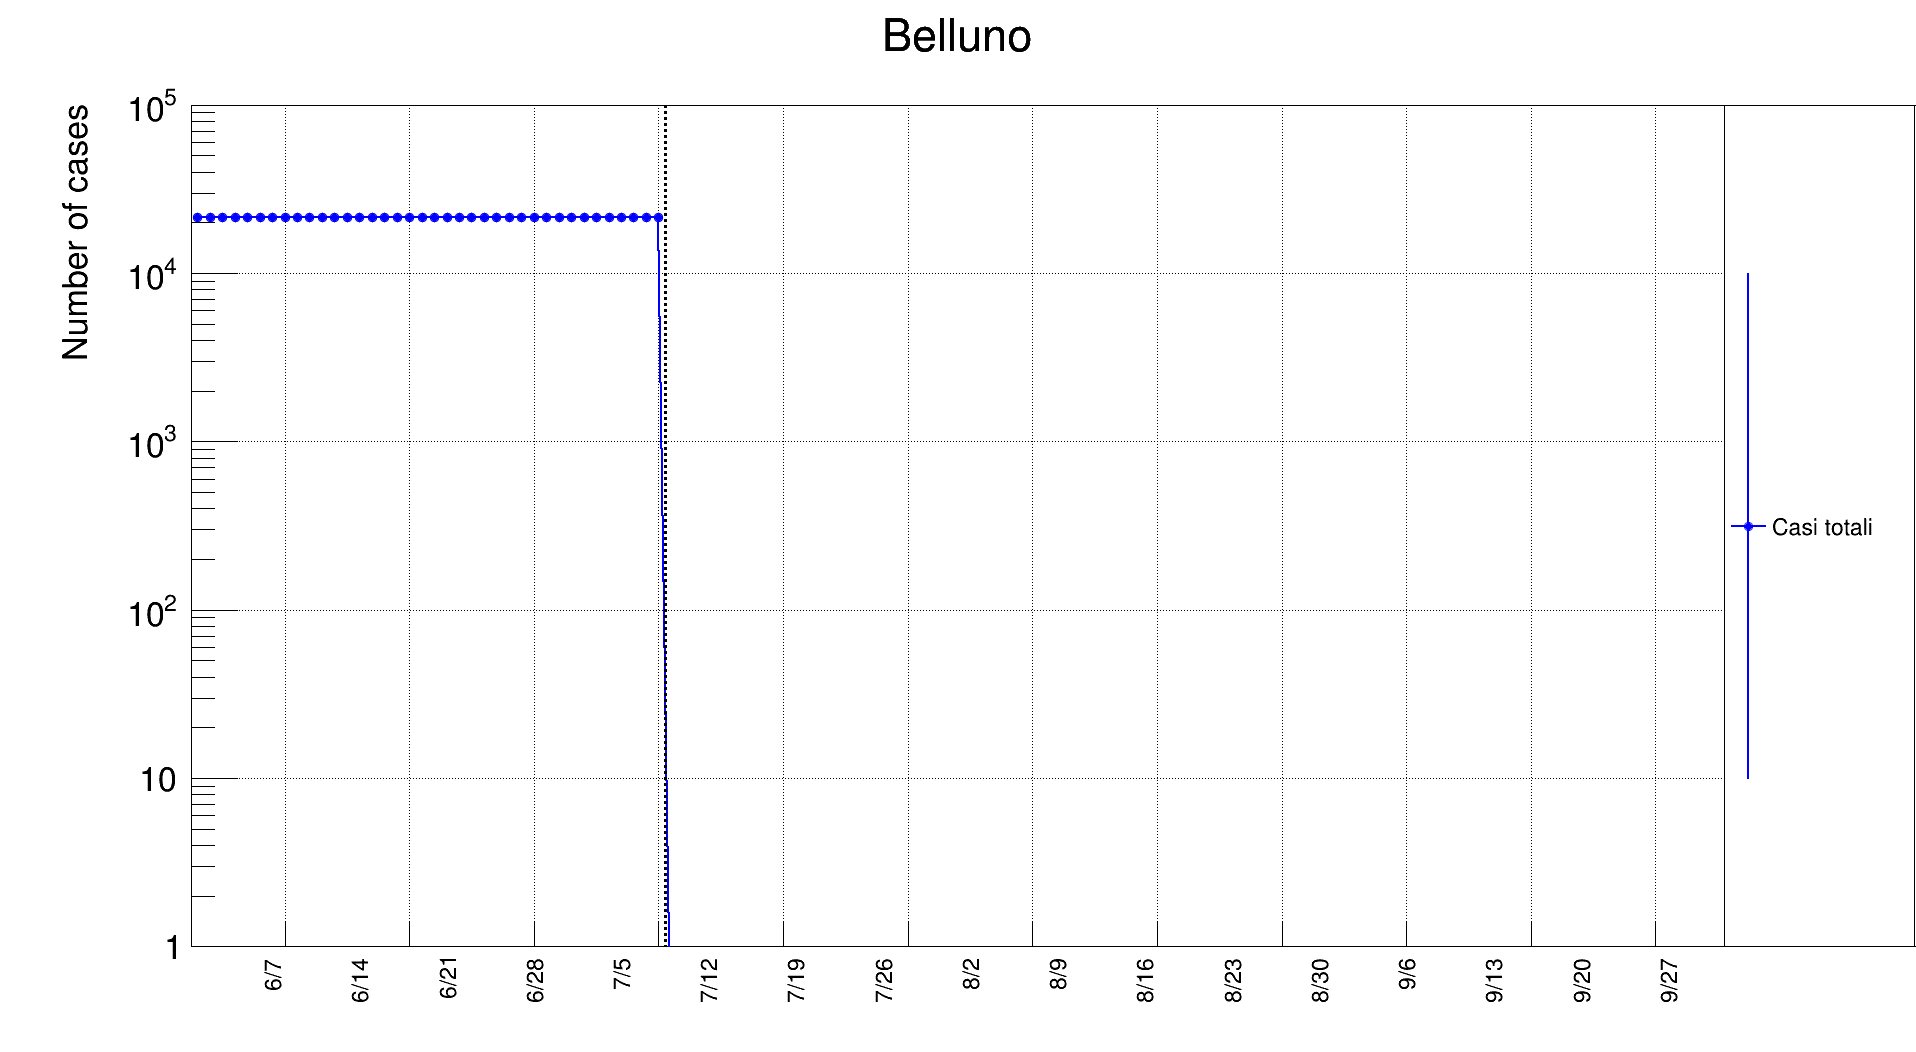 Belluno
Number of cases
10^5
10^4
10^3
10^2
10
1
6/7 6/14 6/21 6/28 7/5 7/12 7/19 7/26 8/2 8/9 8/16 8/23 8/30 9/6 9/13 9/20 9/27
Casi totali